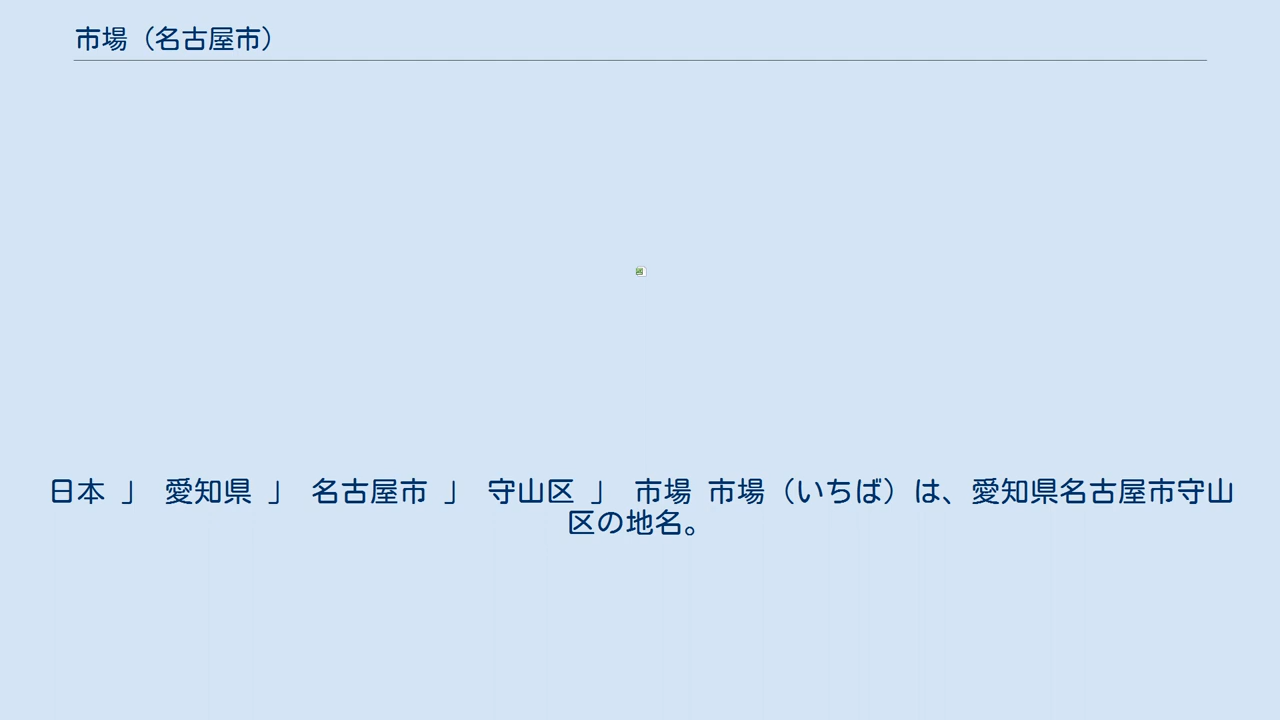 市場（名古屋市）
日本 」 愛知県 」 名古屋市 」 守山区 」 市場 市場（いちば）は、愛知県名古屋市守山
区の地名。